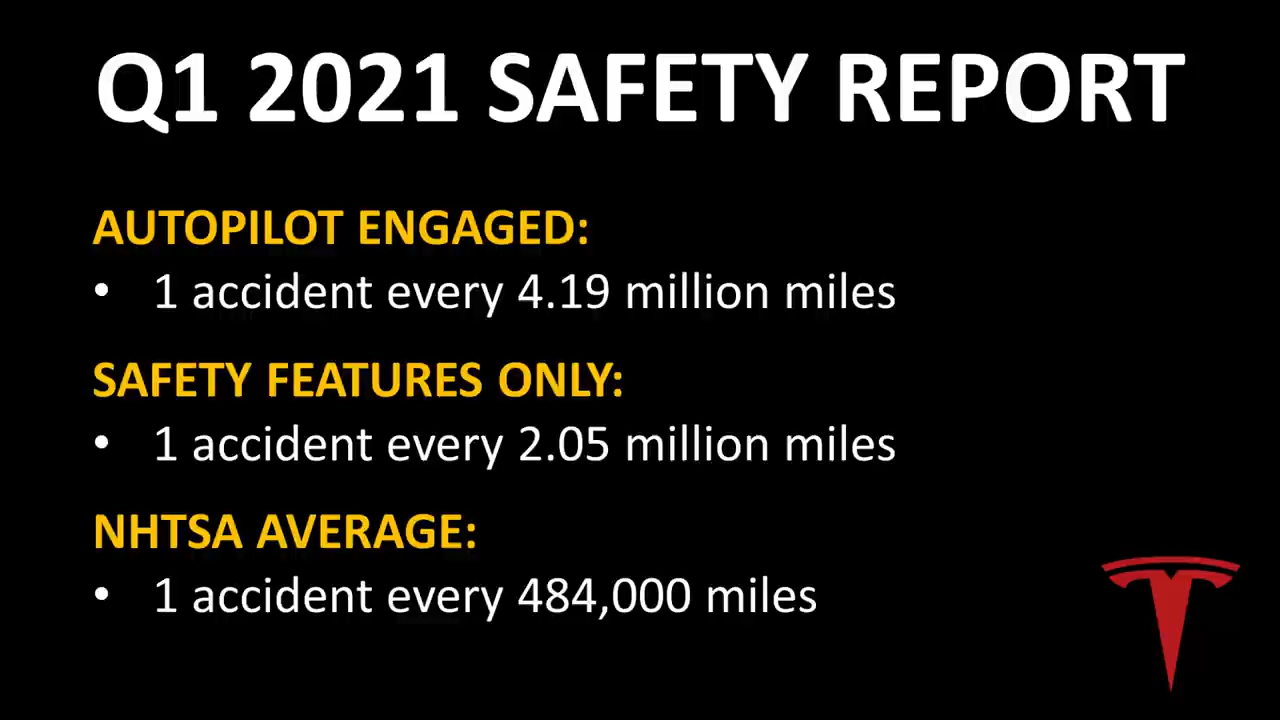 Q1 2021 SAFETY REPORT
AUTOPILOT ENGAGED:
• 1 accident every 4.19 million miles
SAFETY FEATURES ONLY:
• 1 accident every 2.05 million miles
NHTSA AVERAGE:
• 1 accident every 484,000 miles